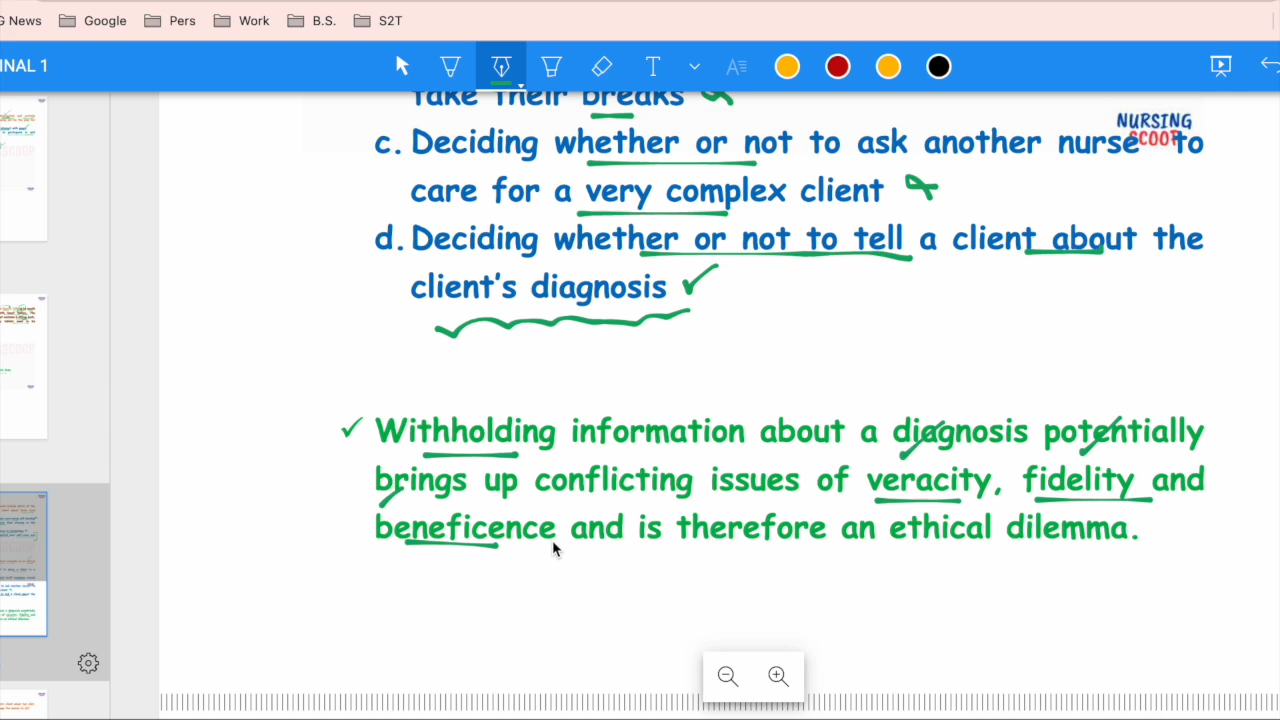 G News Google Pers Work B.S. S2T
INAL 1
take their breaks
NURSING
SCOOP
c. Deciding whether or not to ask another nurse to
care for a very complex client
d. Deciding whether or not to tell a client about the
client's diagnosis ✓
✓ Withholding information about a diagnosis potentially
brings up conflicting issues of veracity, fidelity and
beneficence and is therefore an ethical dilemma.